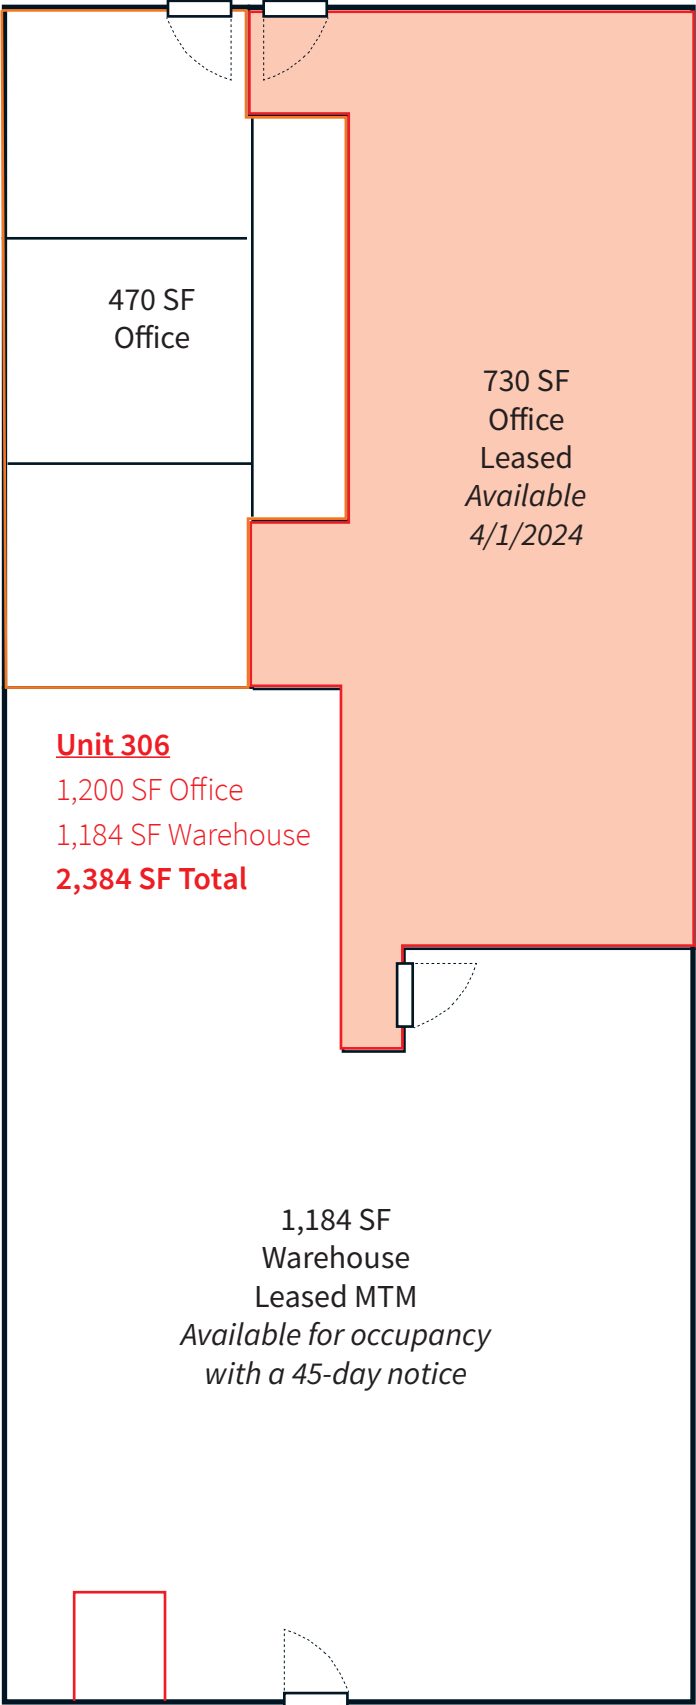 470 SF
Office
730 SF
Office
Leased
Available
4/1/2024
Unit 306
1,200 SF Office
1,184 SF Warehouse
2,384 SF Total
1,184 SF
Warehouse
Leased MTM
Available for occupancy
with a 45-day notice